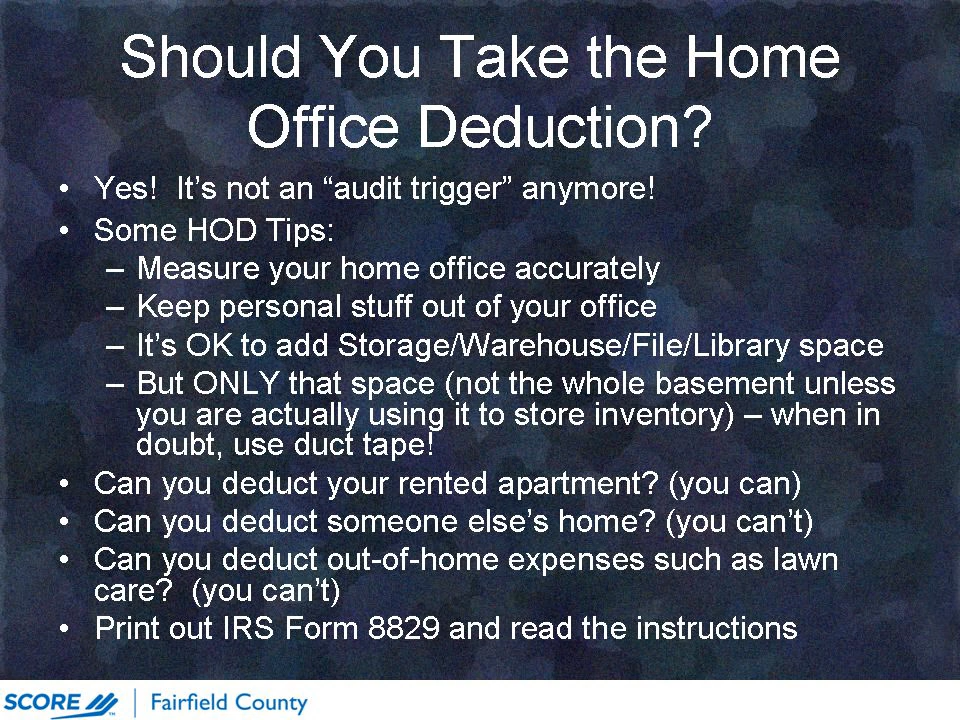 Should You Take the Home
Office Deduction?
• Yes!  It’s not an “audit trigger” anymore!
• Some HOD Tips:
– Measure your home office accurately
– Keep personal stuff out of your office
– It’s OK to add Storage/Warehouse/File/Library space
– But ONLY that space (not the whole basement unless
you are actually using it to store inventory) – when in
doubt, use duct tape!
• Can you deduct your rented apartment? (you can)
• Can you deduct someone else’s home? (you can’t)
• Can you deduct out-of-home expenses such as lawn
care?  (you can’t)
• Print out IRS Form 8829 and read the instructions
SCORE | Fairfield County